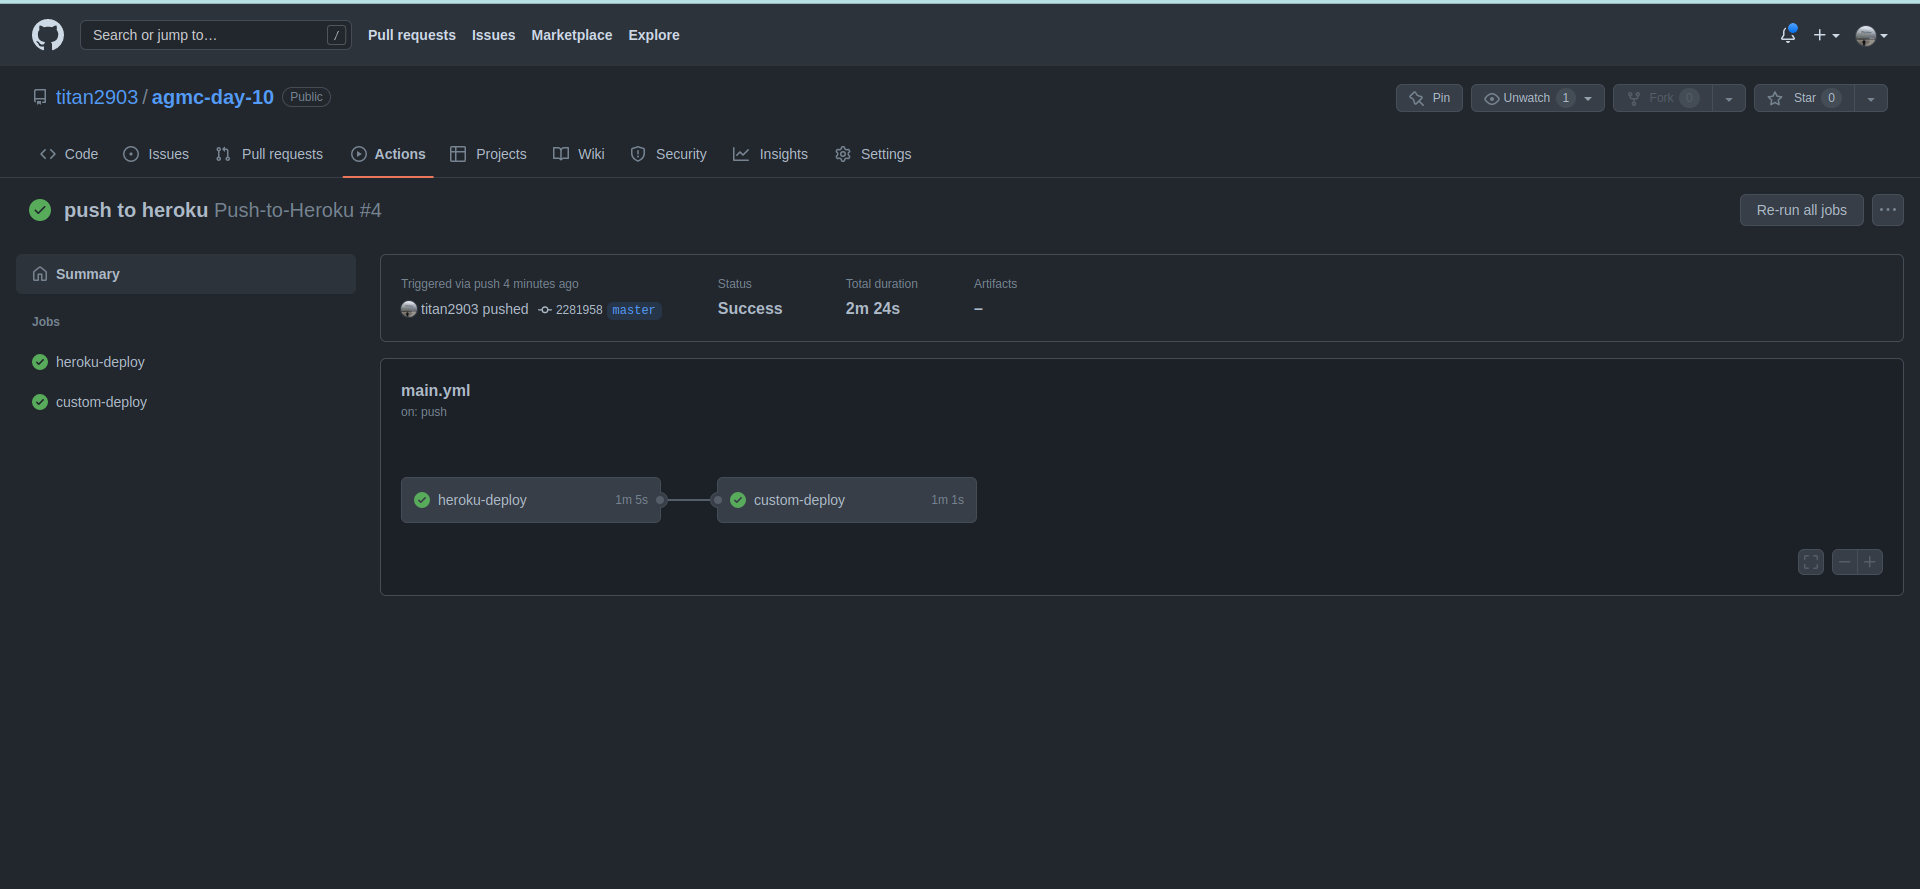 Search or jump to… /
Pull requests Issues Marketplace Explore
titan2903 / agmc-day-10 Public
Pin
Unwatch 1
Fork 0
Star 0
Code Issues Pull requests Actions Projects Wiki Security Insights Settings
push to heroku Push-to-Heroku #4
Re-run all jobs
Summary
Jobs
heroku-deploy
custom-deploy
Triggered via push 4 minutes ago
titan2903 pushed 2281958 master
Status
Success
Total duration
2m 24s
Artifacts
–
main.yml
on: push
heroku-deploy 1m 5s
custom-deploy 1m 1s